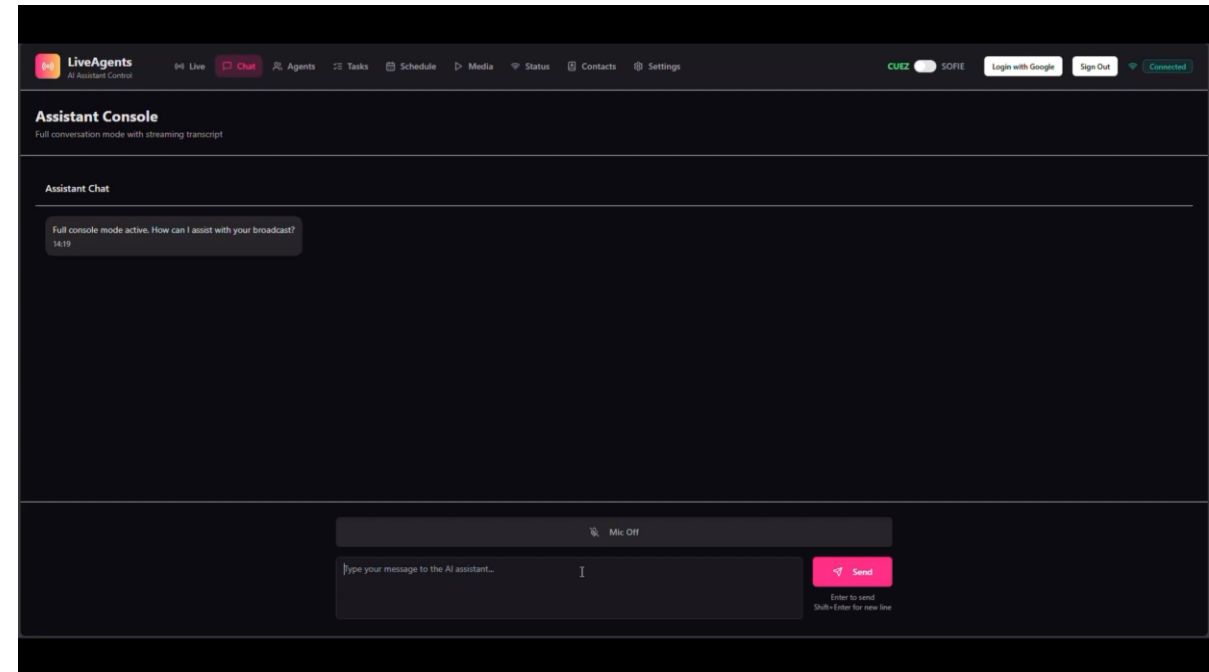 LiveAgents
AI Assistant Control
Live
Chat
Agents
Tasks
Schedule
Media
Status
Contacts
Settings
CUEZ
SOFIE
Login with Google
Sign Out
Connected
Assistant Console
Full conversation mode with streaming transcript
Assistant Chat
Full console mode active. How can I assist with your broadcast?
14:19
Mic Off
Type your message to the AI assistant...
Send
Enter to send
Shift+Enter for new line